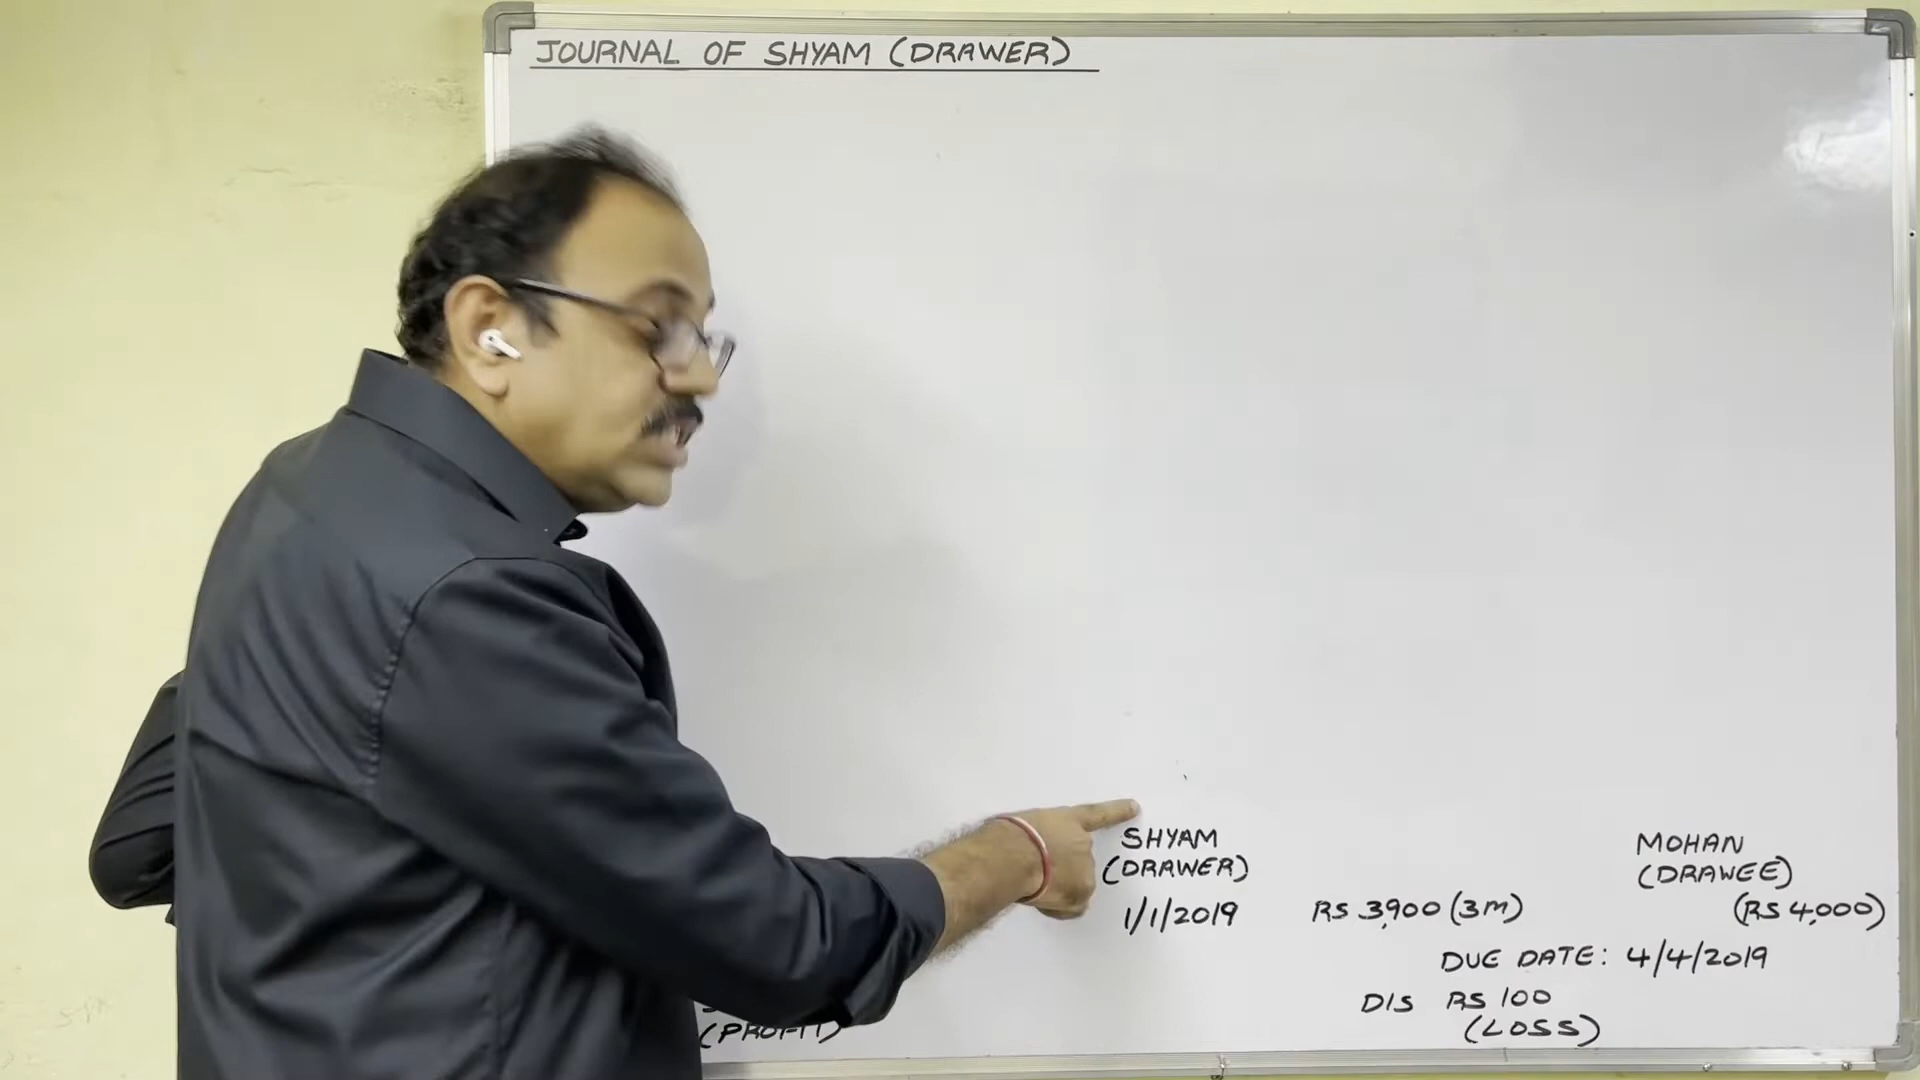 JOURNAL OF SHYAM (DRAWER)
SHYAM
(DRAWER)
1/1/2019
RS 3,900 (3M)
MOHAN
(DRAWEE)
(RS 4,000)
DUE DATE: 4/4/2019
DIS RS 100
(LOSS)
(PROFIT)